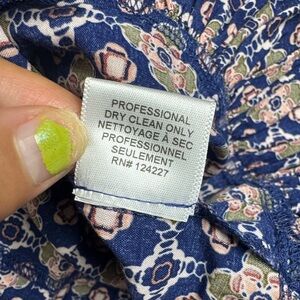 PROFESSIONAL
DRY CLEAN ONLY
NETTOYAGE À SEC
PROFESSIONNEL
SEULEMENT
RN# 124227